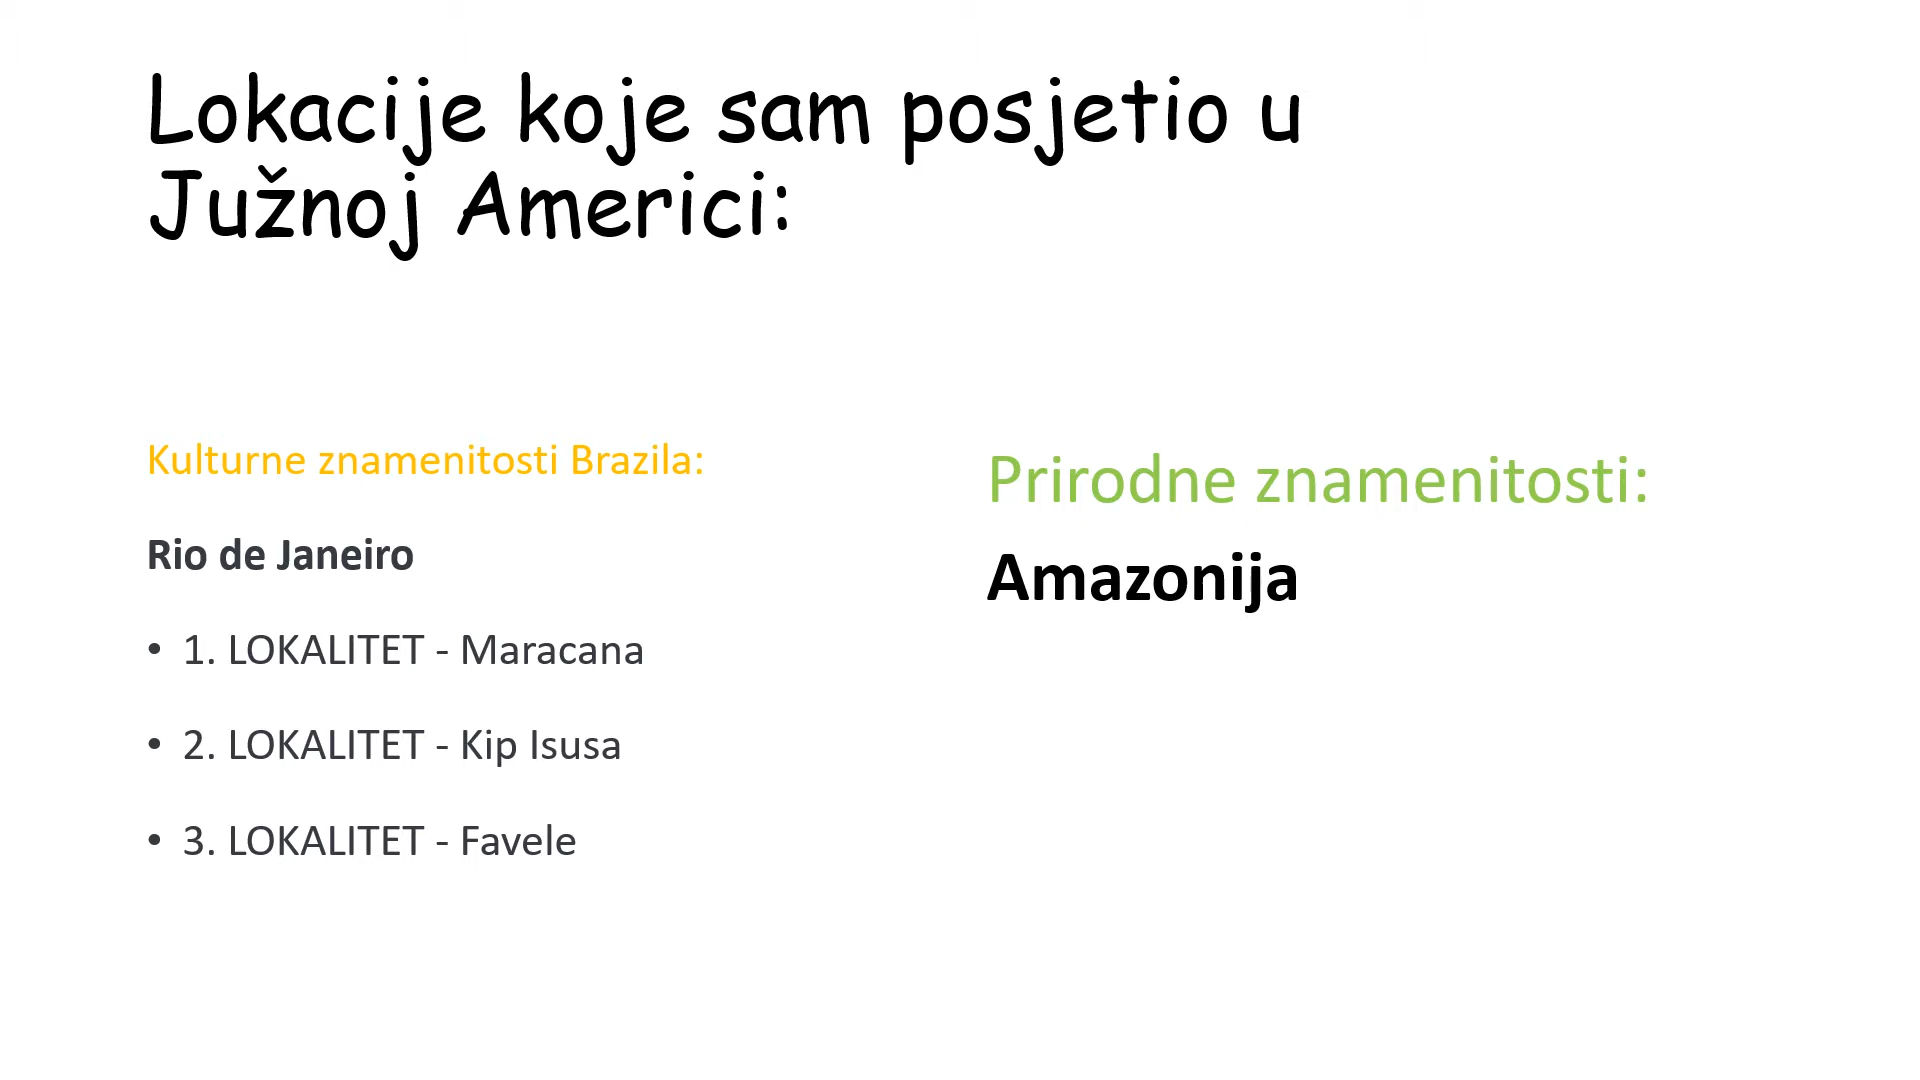 Lokacije koje sam posjetio u
Južnoj Americi:
Kulturne znamenitosti Brazila:
Rio de Janeiro
• 1. LOKALITET - Maracana
• 2. LOKALITET - Kip Isusa
• 3. LOKALITET - Favele
Prirodne znamenitosti:
Amazonija